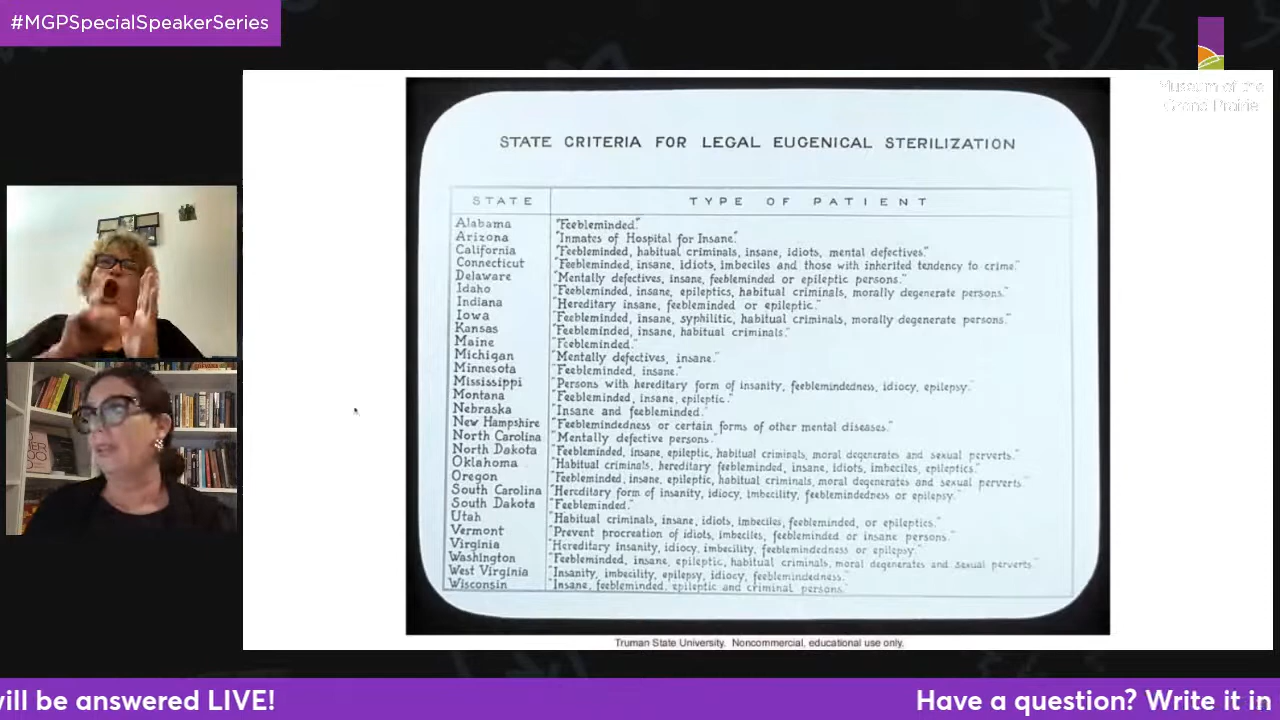 #MGPSpecialSpeakerSeries
Museum of the
Grand Prairie
STATE CRITERIA FOR LEGAL EUGENICAL STERILIZATION
STATE TYPE OF PATIENT
Alabama "Feebleminded."
Arizona "Inmates of Hospital for Insane."
California "Feebleminded, habitual criminals, insane, idiots, mental defectives."
Connecticut "Feebleminded, insane, idiots, imbeciles and those with inherited tendency to crime."
Delaware "Mentally defectives, insane, feebleminded or epileptic persons."
Idaho "Feebleminded, insane, epileptics, habitual criminals, morally degenerate persons."
Indiana "Hereditary insane, feebleminded or epileptic."
Iowa "Feebleminded, insane, syphilitic, habitual criminals, morally degenerate persons."
Kansas "Feebleminded, insane, habitual criminals."
Maine "Feebleminded."
Michigan "Mentally defectives, insane."
Minnesota "Feebleminded, insane."
Mississippi "Persons with hereditary form of insanity, feeblemindedness, idiocy, epilepsy."
Montana "Feebleminded, insane, epileptic."
Nebraska "Insane and feebleminded."
New Hampshire "Feeblemindedness or certain forms of other mental diseases."
North Carolina "Mentally defective persons."
North Dakota "Feebleminded, insane, epileptic, habitual criminals, moral degenerates and sexual perverts."
Oklahoma "Habitual criminals, hereditary feebleminded, insane, idiots, imbeciles, epileptics."
Oregon "Feebleminded, insane, epileptic, habitual criminals, moral degenerates and sexual perverts."
South Carolina "Hereditary form of insanity, idiocy, imbecility, feeblemindedness or epilepsy."
South Dakota "Feebleminded."
Utah "Habitual criminals, insane, idiots, imbeciles, feebleminded, or epileptics."
Vermont "Prevent procreation of idiots, imbeciles, feebleminded or insane persons."
Virginia "Hereditary insanity, idiocy, imbecility, feeblemindedness or epilepsy."
Washington "Feebleminded, insane, epileptic, habitual criminals, moral degenerates and sexual perverts."
West Virginia "Insanity, imbecility, epilepsy, idiocy, feeblemindedness."
Wisconsin "Insane, feebleminded, epileptic and criminal persons."
Truman State University. Noncommercial, educational use only.
vill be answered LIVE! Have a question? Write it in